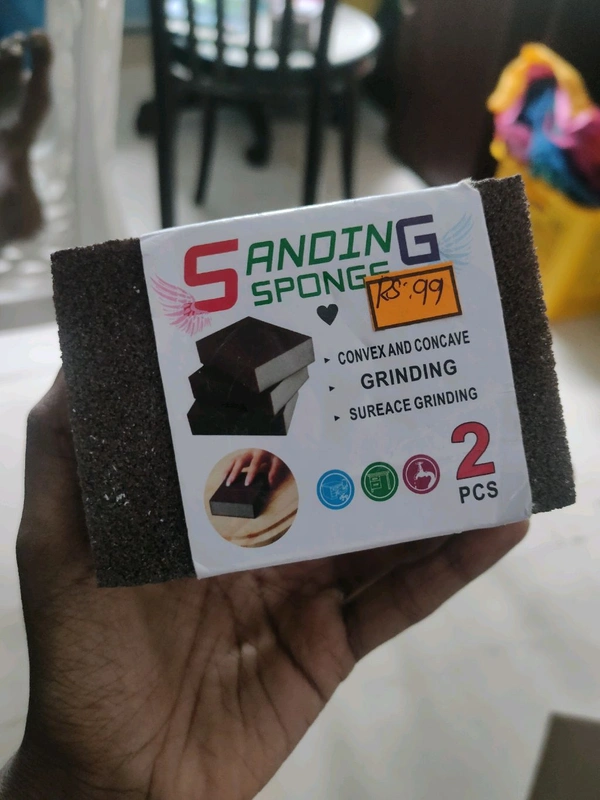 SANDING
SPONGE
RS:.99
CONVEX AND CONCAVE
GRINDING
SUREACE GRINDING
2
PCS